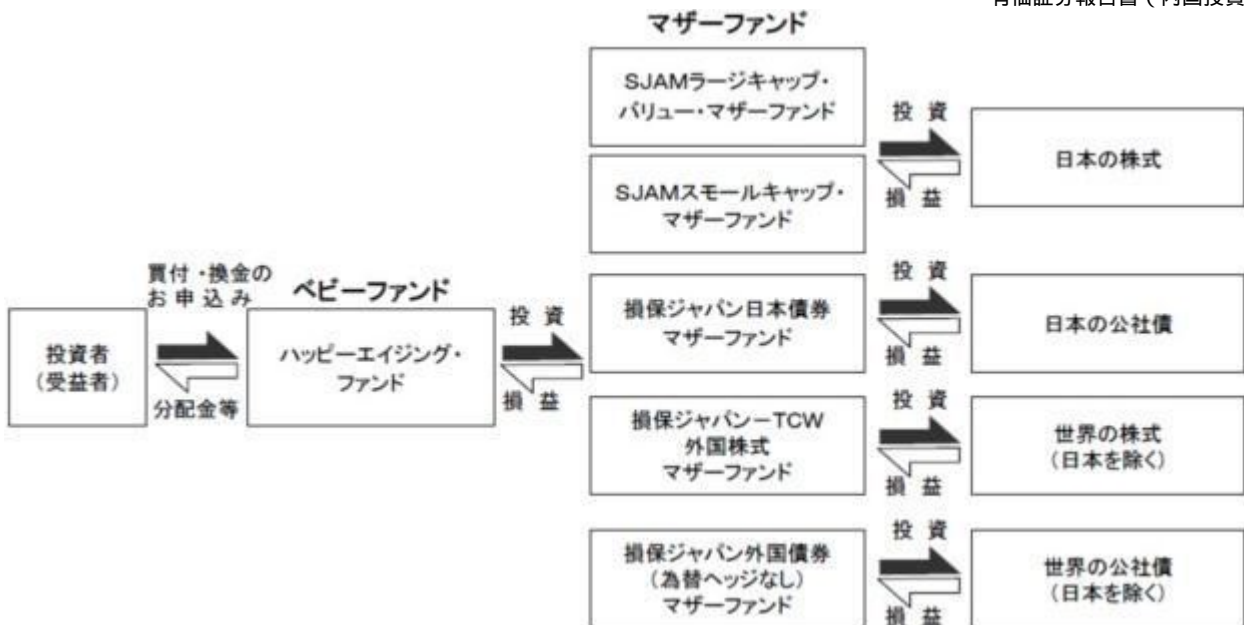 マザーファンド
SJAMラージキャップ・
バリュー・マザーファンド
投 資
損 益
日本の株式
SJAMスモールキャップ・
マザーファンド
買付・換金の
お 申 込 み
ベビーファンド
投資者
(受益者)
分配金等
ハッピーエイジング・
ファンド
投 資
損 益
損保ジャパン日本債券
マザーファンド
投 資
損 益
日本の公社債
損保ジャパン－TCW
外国株式
マザーファンド
投 資
損 益
世界の株式
(日本を除く)
損保ジャパン外国債券
(為替ヘッジなし)
マザーファンド
投 資
損 益
世界の公社債
(日本を除く)